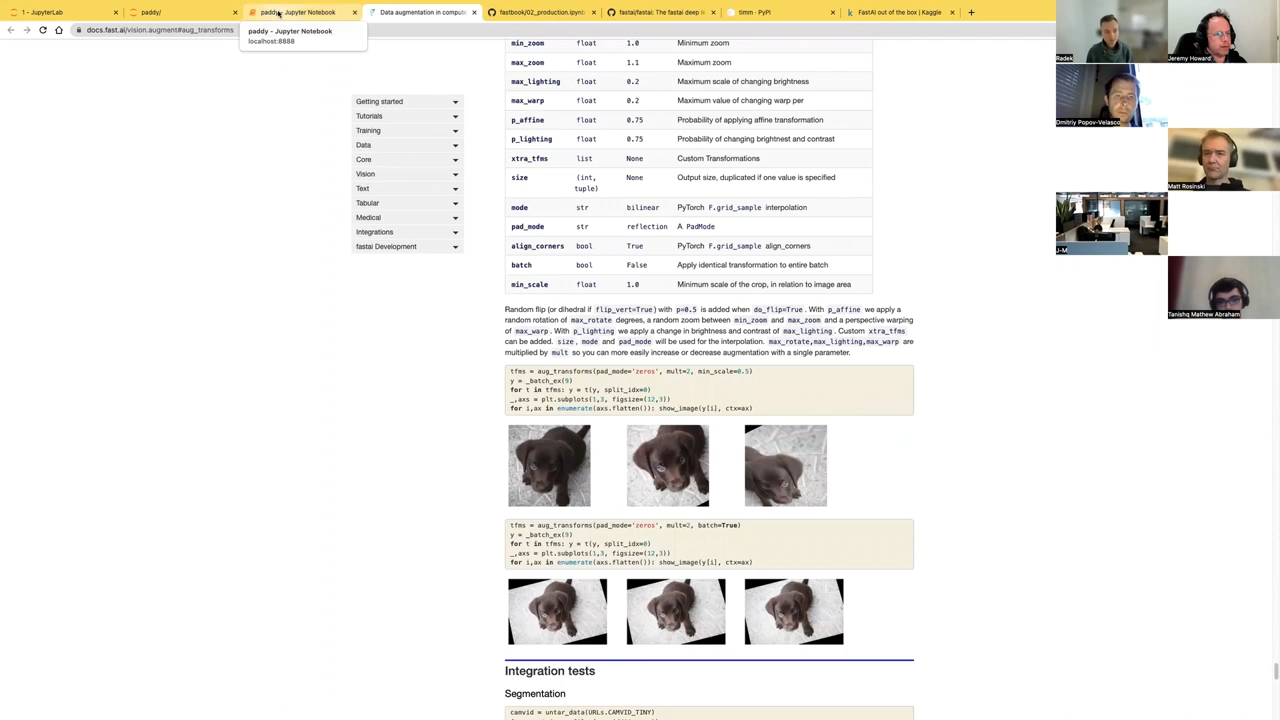 1 - JupyterLab
paddy/
paddy - Jupyter Notebook
Data augmentation in compute
fastbook/02_production.ipynb
fastai/fastai: The fastai deep le
timm · PyPI
FastAI out of the box | Kaggle
docs.fast.ai/vision.augment#aug_transforms
paddy - Jupyter Notebook
localhost:8888
Getting started
Tutorials
Training
Data
Core
Vision
Text
Tabular
Medical
Integrations
fastai Development
min_zoom float 1.0 Minimum zoom
max_zoom float 1.1 Maximum zoom
max_lighting float 0.2 Maximum scale of changing brightness
max_warp float 0.2 Maximum value of changing warp per
p_affine float 0.75 Probability of applying affine transformation
p_lighting float 0.75 Probability of changing brightnest and contrast
xtra_tfms list None Custom Transformations
size (int, None Output size, duplicated if one value is specified
tuple)
mode str bilinear PyTorch F.grid_sample interpolation
pad_mode str reflection A PadMode
align_corners bool True PyTorch F.grid_sample align_corners
batch bool False Apply identical transformation to entire batch
min_scale float 1.0 Minimum scale of the crop, in relation to image area
Random flip (or dihedral if flip_vert=True) with p=0.5 is added when do_flip=True. With p_affine we apply a
random rotation of max_rotate degrees, a random zoom between min_zoom and max_zoom and a perspective warping
of max_warp. With p_lighting we apply a change in brightness and contrast of max_lighting. Custom xtra_tfms
can be added. size, mode and pad_mode will be used for the interpolation. max_rotate,max_lighting,max_warp are
multiplied by mult so you can more easily increase or decrease augmentation with a single parameter.
tfms = aug_transforms(pad_mode='zeros', mult=2, min_scale=0.5)
y = _batch_ex(9)
for t in tfms: y = t(y, split_idx=0)
_,axs = plt.subplots(1,3, figsize=(12,3))
for i,ax in enumerate(axs.flatten()): show_image(y[i], ctx=ax)
tfms = aug_transforms(pad_mode='zeros', mult=2, batch=True)
y = _batch_ex(9)
for t in tfms: y = t(y, split_idx=0)
_,axs = plt.subplots(1,3, figsize=(12,3))
for i,ax in enumerate(axs.flatten()): show_image(y[i], ctx=ax)
Integration tests
Segmentation
camvid = untar_data(URLs.CAMVID_TINY)
Radek
Jeremy Howard
Dmitriy Popov-Velasco
Matt Rosinski
J-M
Tanishq Mathew Abraham